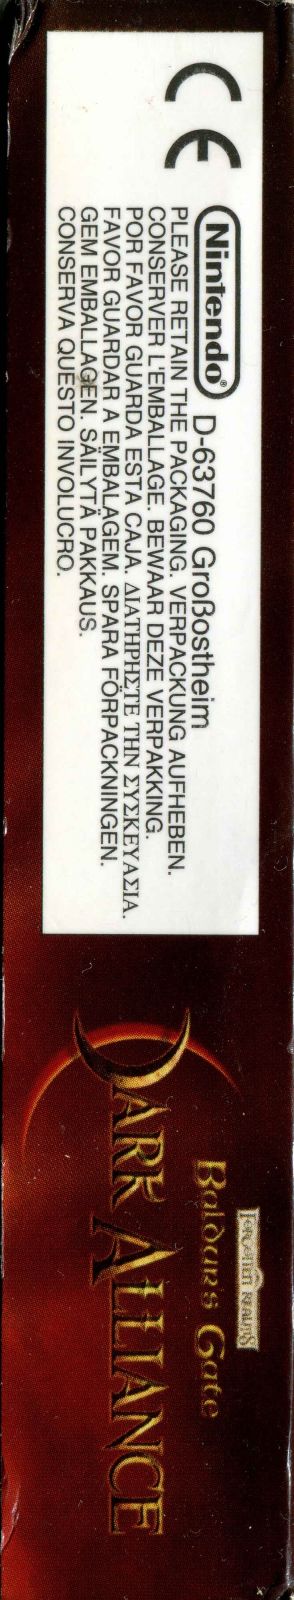 CE
Nintendo® D-63760 Großostheim
PLEASE RETAIN THE PACKAGING. VERPACKUNG AUFHEBEN.
CONSERVER L'EMBALLAGE. BEWAAR DEZE VERPAKKING.
POR FAVOR GUARDA ESTA CAJA. ΔΙΑΤΗΡΗΣΤΕ ΤΗΝ ΣΥΣΚΕΥΑΣΙΑ.
FAVOR GUARDAR A EMBALAGEM. SPARA FÖRPACKNINGEN.
GEM EMBALLAGEN. SÄILYTÄ PAKKAUS.
CONSERVA QUESTO INVOLUCRO.
FORGOTTEN REALMS
Baldur's Gate
DARK ALLIANCE